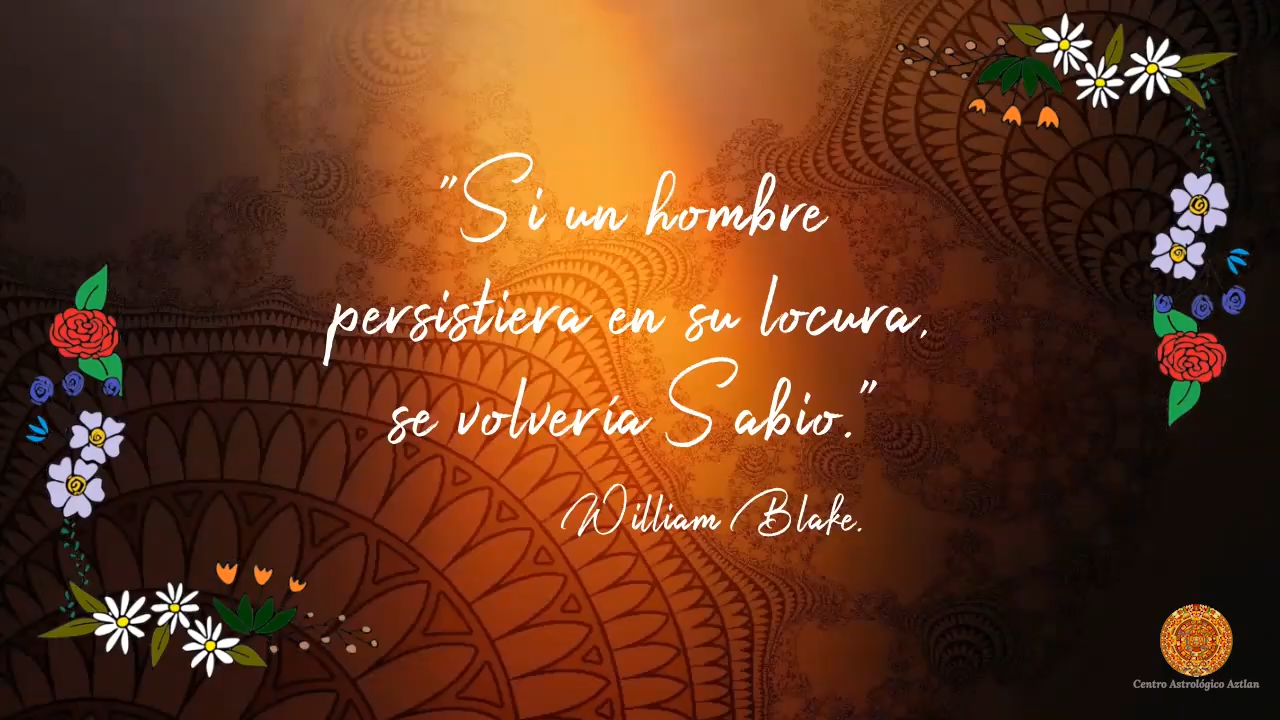 "Si un hombre
persistiera en su locura,
se volvería Sabio."
William Blake.
Centro Astrológico Aztlan